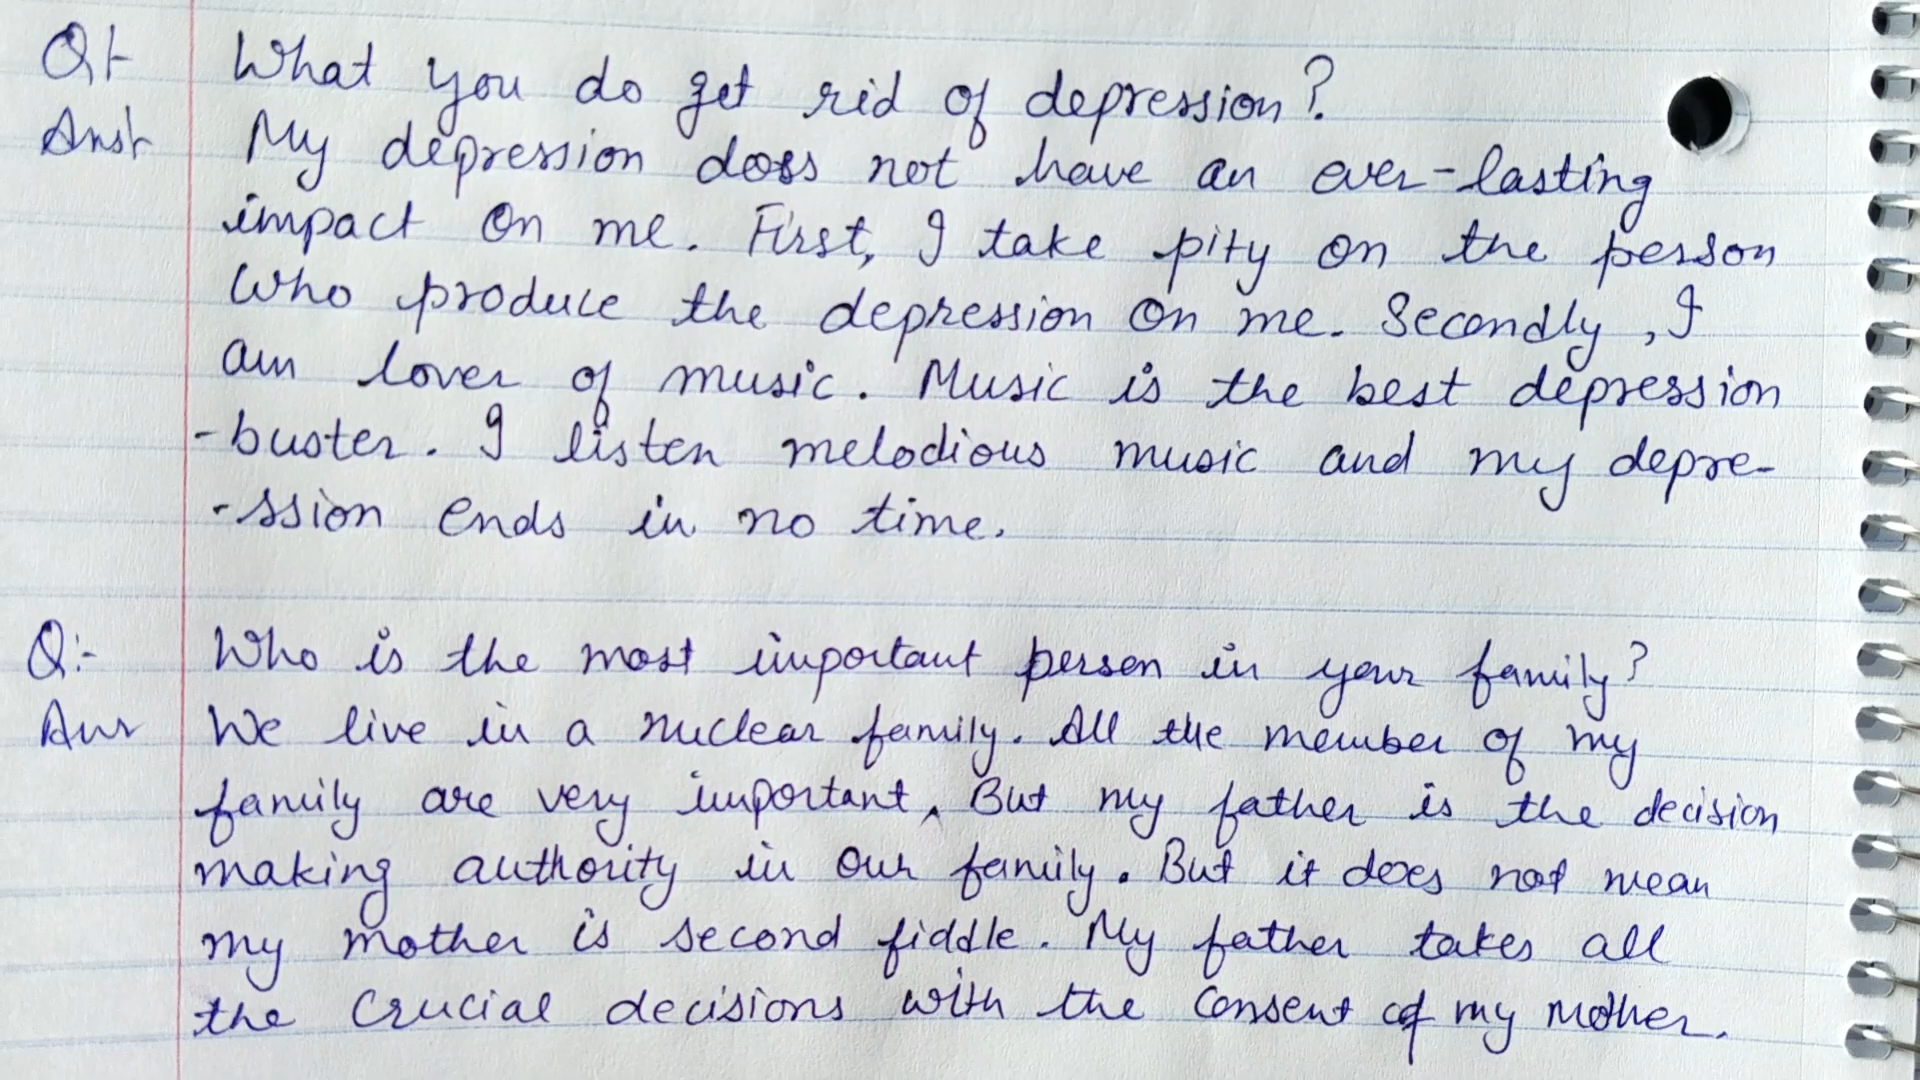 Q:- What you do get rid of depression?
Ans:- My depression does not have an ever-lasting
impact on me. First, I take pity on the person
who produce the depression on me. Secondly, I
am lover of music. Music is the best depression
-buster. I listen melodious music and my depre-
-ssion ends in no time.
Q:- Who is the most important person in your family?
Ans We live in a nuclear family. All the member of my
family are very important. But my father is the decision
making authority in our family. But it does not mean
my mother is second fiddle. My father takes all
the crucial decisions with the consent of my mother.